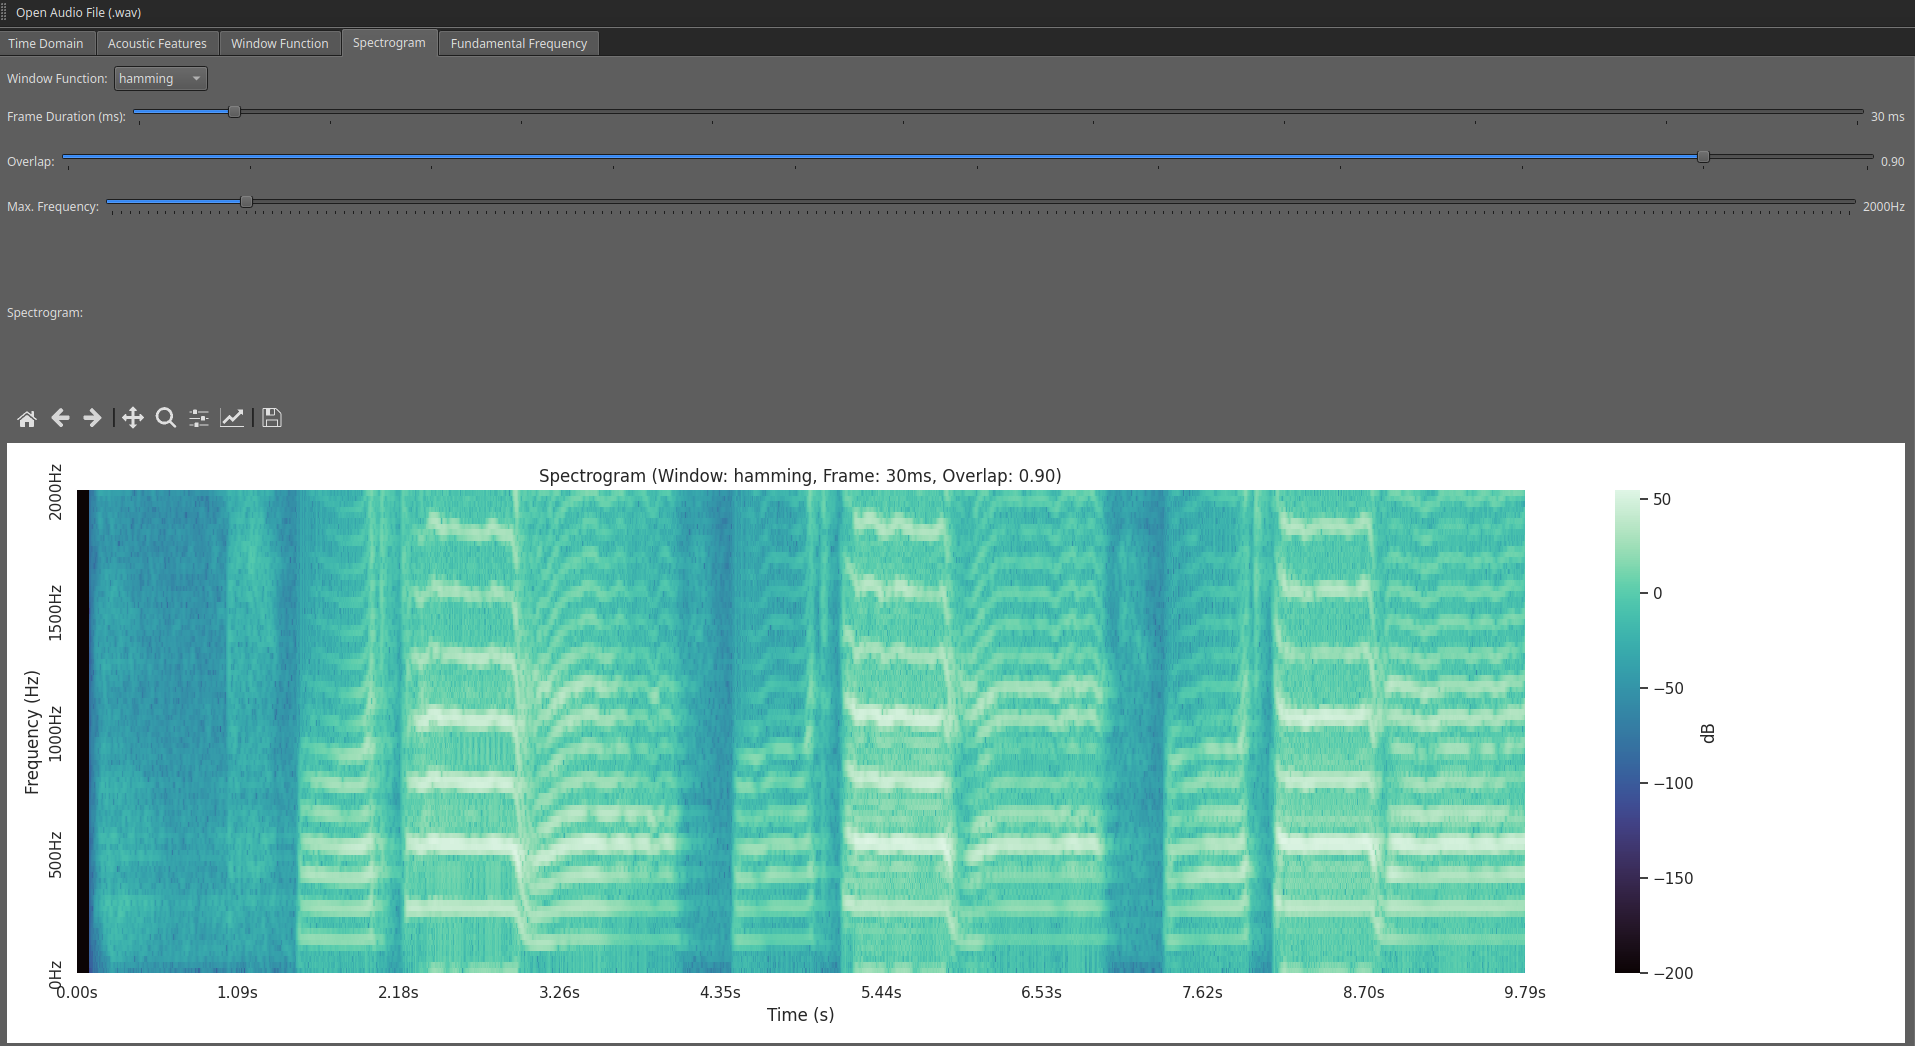 Open Audio File (.wav)
Time Domain Acoustic Features Window Function Spectrogram Fundamental Frequency
Window Function: hamming
Frame Duration (ms): 30 ms
Overlap: 0.90
Max. Frequency: 2000Hz
Spectrogram:
Spectrogram (Window: hamming, Frame: 30ms, Overlap: 0.90)
Frequency (Hz)
2000Hz
1500Hz
1000Hz
500Hz
0Hz
0.00s 1.09s 2.18s 3.26s 4.35s 5.44s 6.53s 7.62s 8.70s 9.79s
Time (s)
50
0
−50
−100
−150
−200
dB